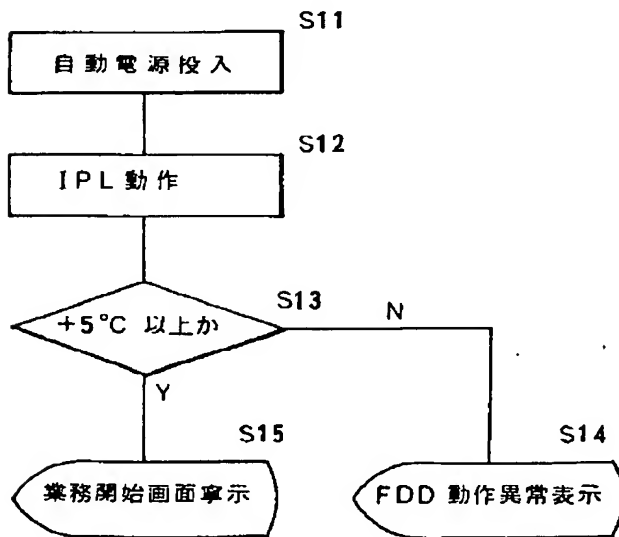 S11
自動電源投入
S12
IPL動作
S13
+5°C 以上か
N
Y
S15
業務開始画面寧示
S14
FDD 動作異常表示